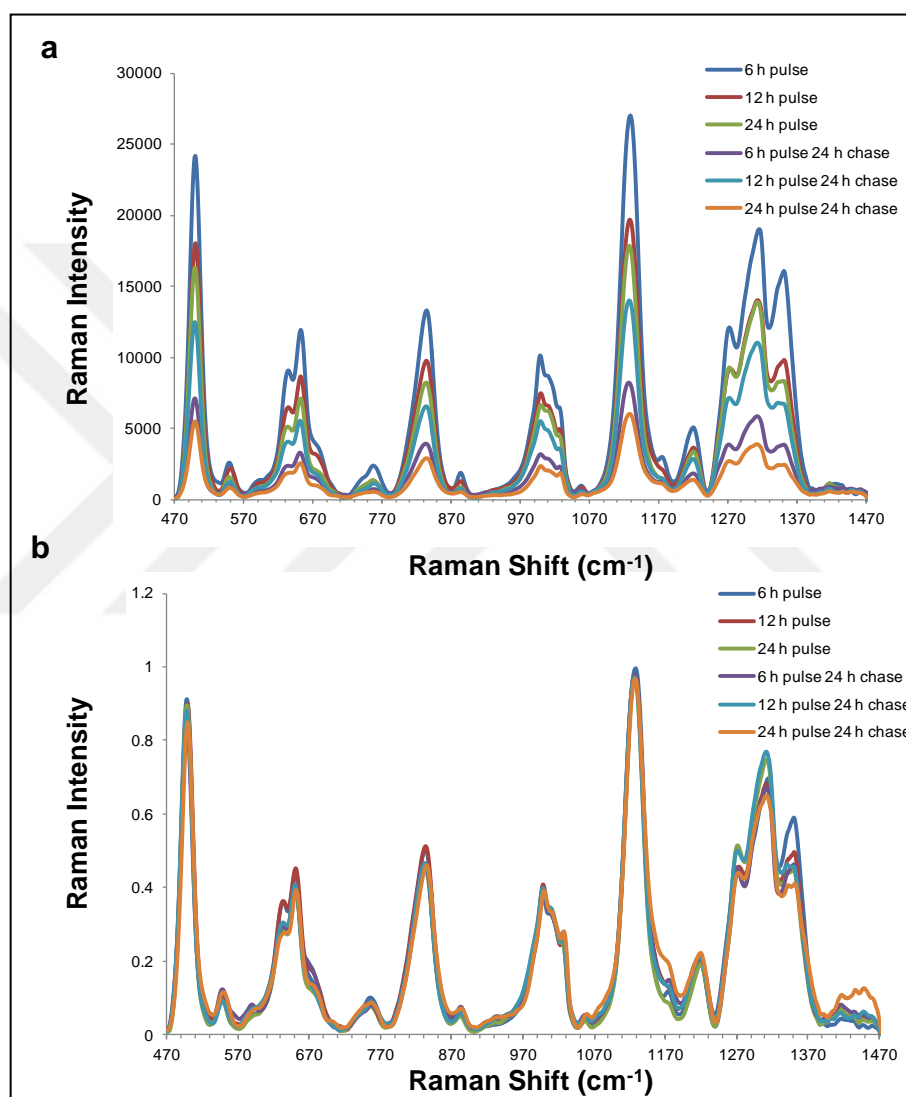 a
30000
25000
20000
15000
10000
5000
0
Raman Intensity
6 h pulse
12 h pulse
24 h pulse
6 h pulse 24 h chase
12 h pulse 24 h chase
24 h pulse 24 h chase
470 570 670 770 870 970 1070 1170 1270 1370 1470
Raman Shift (cm-1)
b
1.2
1
0.8
0.6
0.4
0.2
0
Raman Intensity
6 h pulse
12 h pulse
24 h pulse
6 h pulse 24 h chase
12 h pulse 24 h chase
24 h pulse 24 h chase
470 570 670 770 870 970 1070 1170 1270 1370 1470
Raman Shift (cm-1)